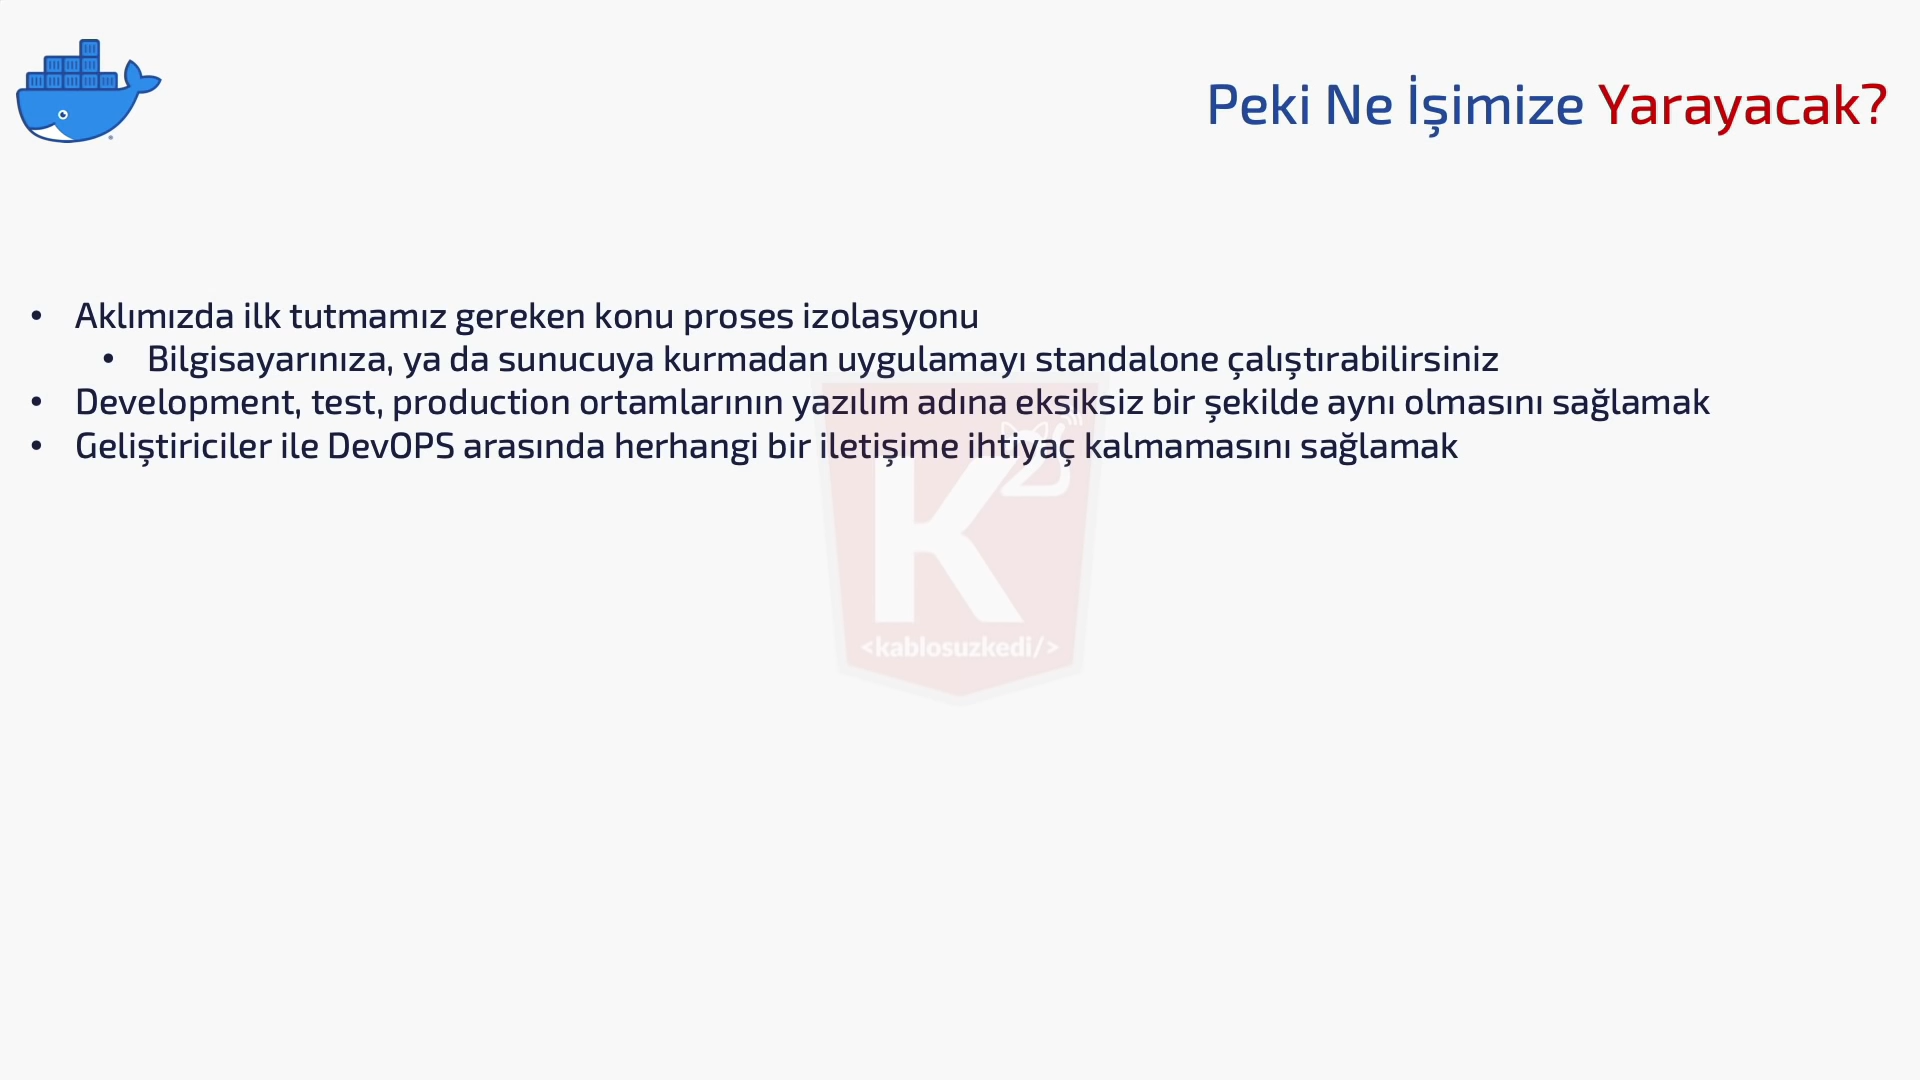 Peki Ne İşimize Yarayacak?
• Aklımızda ilk tutmamız gereken konu proses izolasyonu
• Bilgisayarınıza, ya da sunucuya kurmadan uygulamayı standalone çalıştırabilirsiniz
• Development, test, production ortamlarının yazılım adına eksiksiz bir şekilde aynı olmasını sağlamak
• Geliştiriciler ile DevOPS arasında herhangi bir iletişime ihtiyaç kalmamasını sağlamak
K
<kablosuzkedi/>